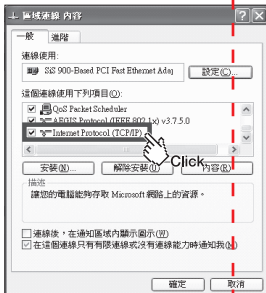 區域連線 內容
一般 進階
連線使用:
SiS 900-Based PCI Fast Ethernet Adaj 設定(C)...
這個連線使用下列項目(O):
QoS Packet Scheduler
AEGIS Protocol (IEEE 802.1x) v3.7.5.0
Internet Protocol (TCP/IP)
Click
安裝(N)... 解除安裝(U) 內容(R)
描述
讓您的電腦能夠存取 Microsoft 網路上的資源。
連線後，在通知區域內顯示圖示(W)
在這個連線只有有限連線或沒有連線能力時通知我(M)
確定 取消